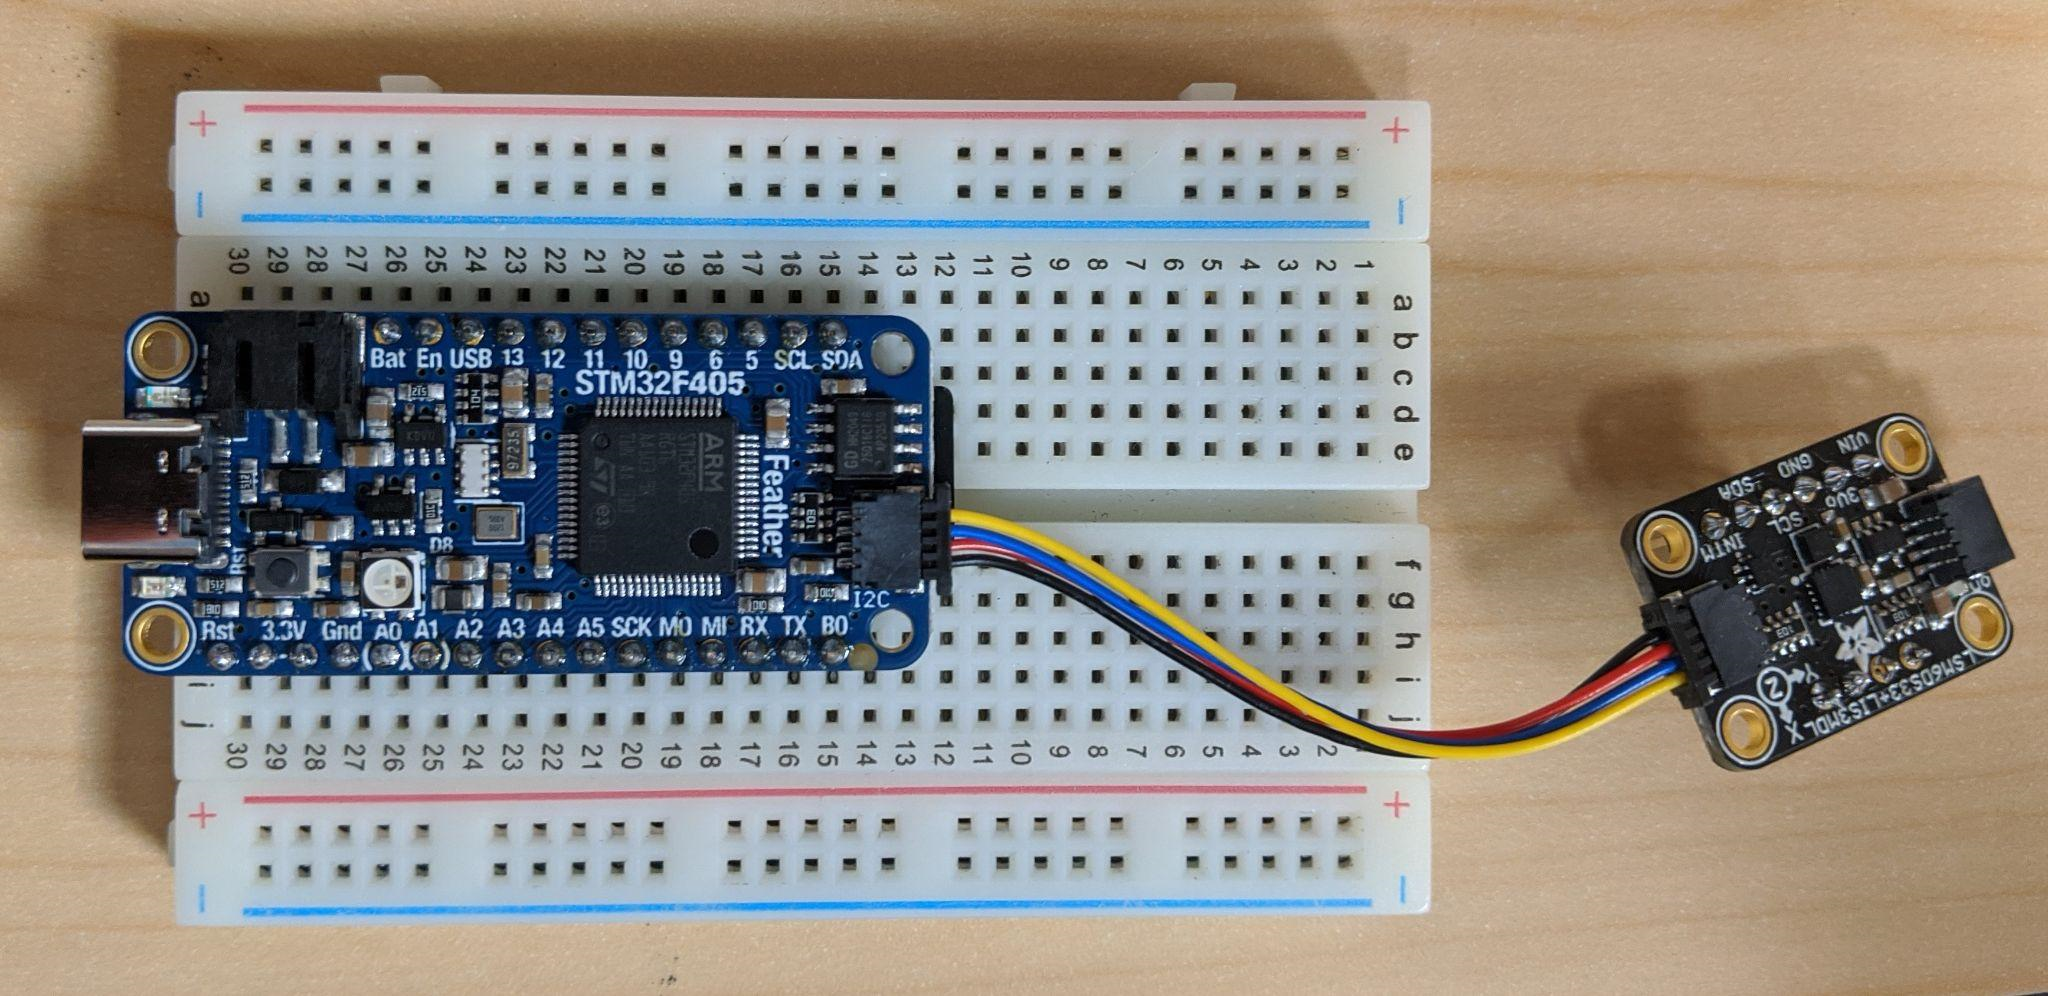 + +
- -
30 29 28 27 26 25 24 23 22 21 20 19 18 17 16 15 14 13 12 11 10 9 8 7 6 5 4 3 2 1
a a
b
c
d
e
Bat En USB 13 12 11 10 9 6 5 SCL SDA
STM32F405
ARM
Feather
D8
I2C
Rst
Rst 3.3V Gnd A0 A1 A2 A3 A4 A5 SCK MO MI RX TX B0
f
g
h
i i
j j
30 29 28 27 26 25 24 23 22 21 20 19 18 17 16 15 14 13 12 11 10 9 8 7 6 5 4 3 2
+ +
- -
VIN
3Vo
GND
SCL
SDA
INTM
on
X
Y
Z
LSM6DS33+LIS3MDL